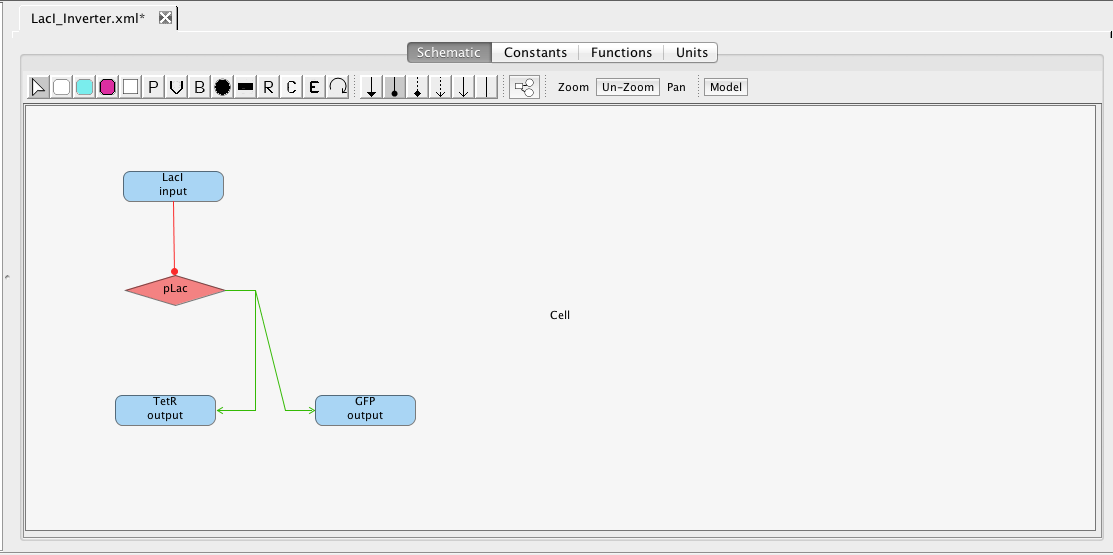 LacI_Inverter.xml*
Schematic Constants Functions Units
P V B R C E Zoom Un-Zoom Pan Model
LacI
input
pLac
Cell
TetR
output
GFP
output